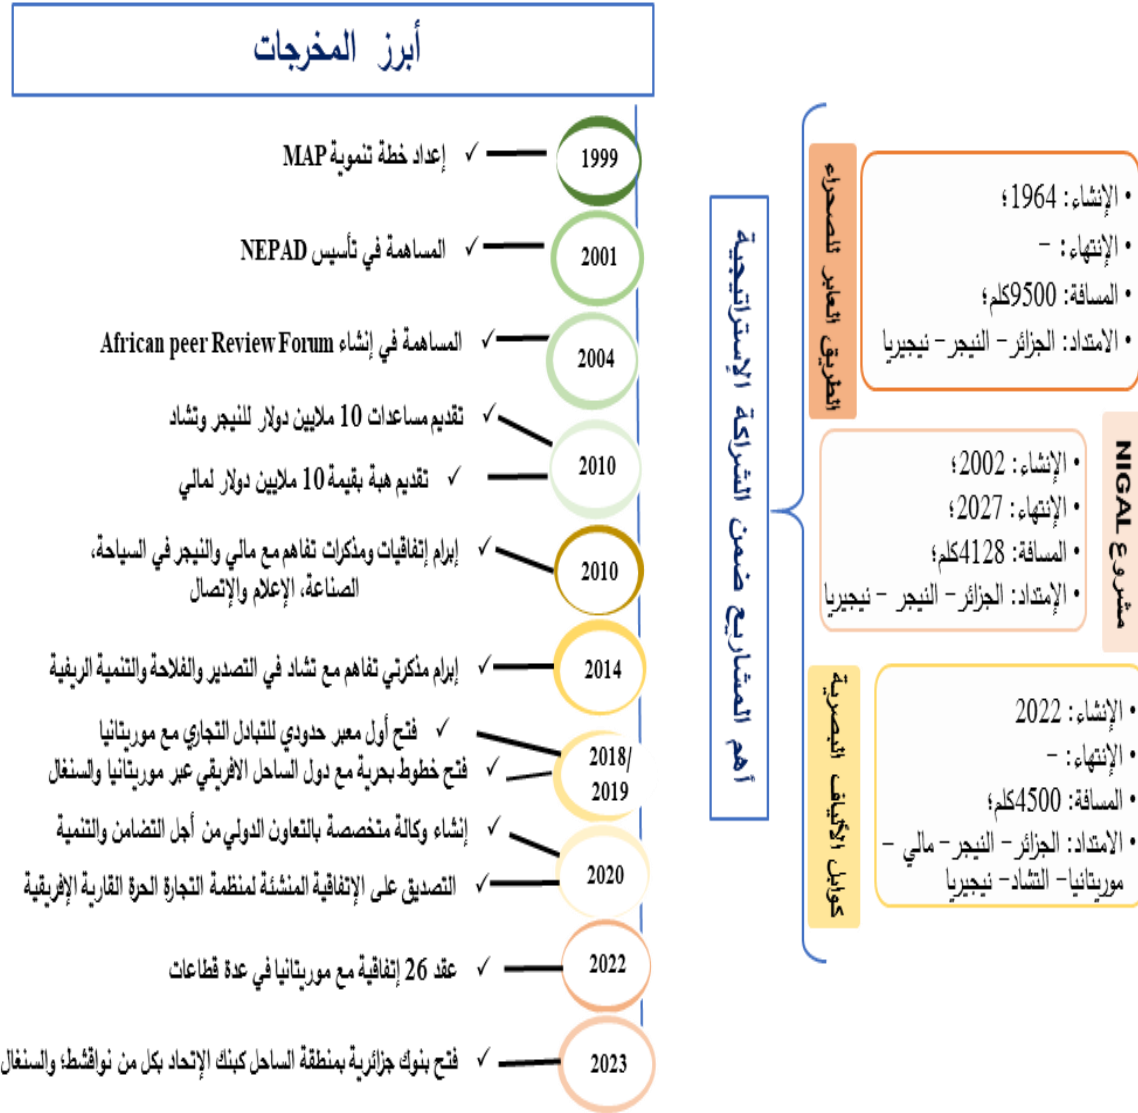 أبرز المخرجات
1999
✓ إعداد خطة تنموية MAP
2001
✓ المساهمة في تأسيس NEPAD
2004
✓ المساهمة في إنشاء African peer Review Forum
2010
✓ تقديم مساعدات 10 ملايين دولار للنيجر وتشاد
✓ تقديم هبة بقيمة 10 ملايين دولار لمالي
2010
✓ إبرام إتفاقيات ومذكرات تفاهم مع مالي والنيجر في السياحة،
الصناعة، الإعلام والإتصال
2014
✓ إبرام مذكرتي تفاهم مع تشاد في التصدير والفلاحة والتنمية الريفية
2018/
2019
✓ فتح أول معبر حدودي للتبادل التجاري مع موريتانيا
✓ فتح خطوط بحرية مع دول الساحل الافريقي عبر موريتانيا والسنغال
2020
✓ إنشاء وكالة متخصصة بالتعاون الدولي من أجل التضامن والتنمية
✓ التصديق على الإتفاقية المنشئة لمنظمة التجارة الحرة القارية الإفريقية
2022
✓ عقد 26 إتفاقية مع موريتانيا في عدة قطاعات
2023
✓ فتح بنوك جزائرية بمنطقة الساحل كبنك الإتحاد بكل من نواقشط؛ والسنغال
أهم المشاريع ضمن الشراكة الإستراتيجية
الطريق العابر للصحراء
• الإنشاء: 1964؛
• الإنتهاء: -
• المسافة: 9500كلم؛
• الامتداد: الجزائر- النيجر- نيجيريا
مشروع NIGAL
• الإنشاء: 2002؛
• الإنتهاء: 2027؛
• المسافة: 4128كلم؛
• الإمتداد: الجزائر- النيجر - نيجيريا
كوابل الألياف البصرية
• الإنشاء: 2022
• الإنتهاء: -
• المسافة: 4500كلم؛
• الامتداد: الجزائر- النيجر- مالي -
موريتانيا- التشاد- نيجيريا